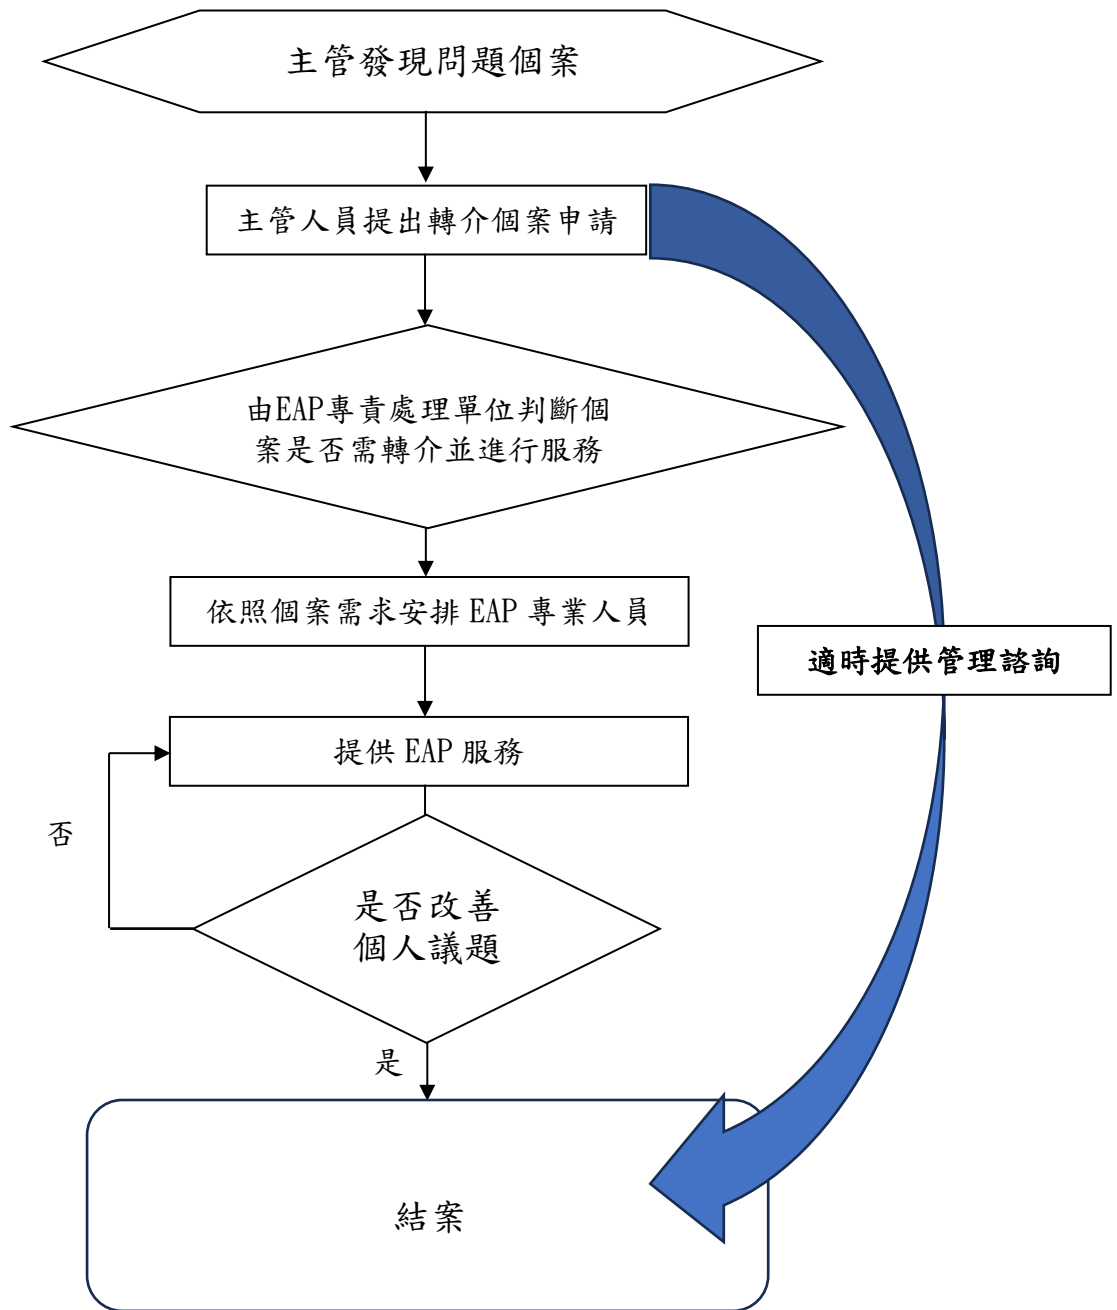 主管發現問題個案
主管人員提出轉介個案申請
由EAP專責處理單位判斷個
案是否需轉介並進行服務
依照個案需求安排 EAP 專業人員
適時提供管理諮詢
提供 EAP 服務
否
是否改善
個人議題
是
結案